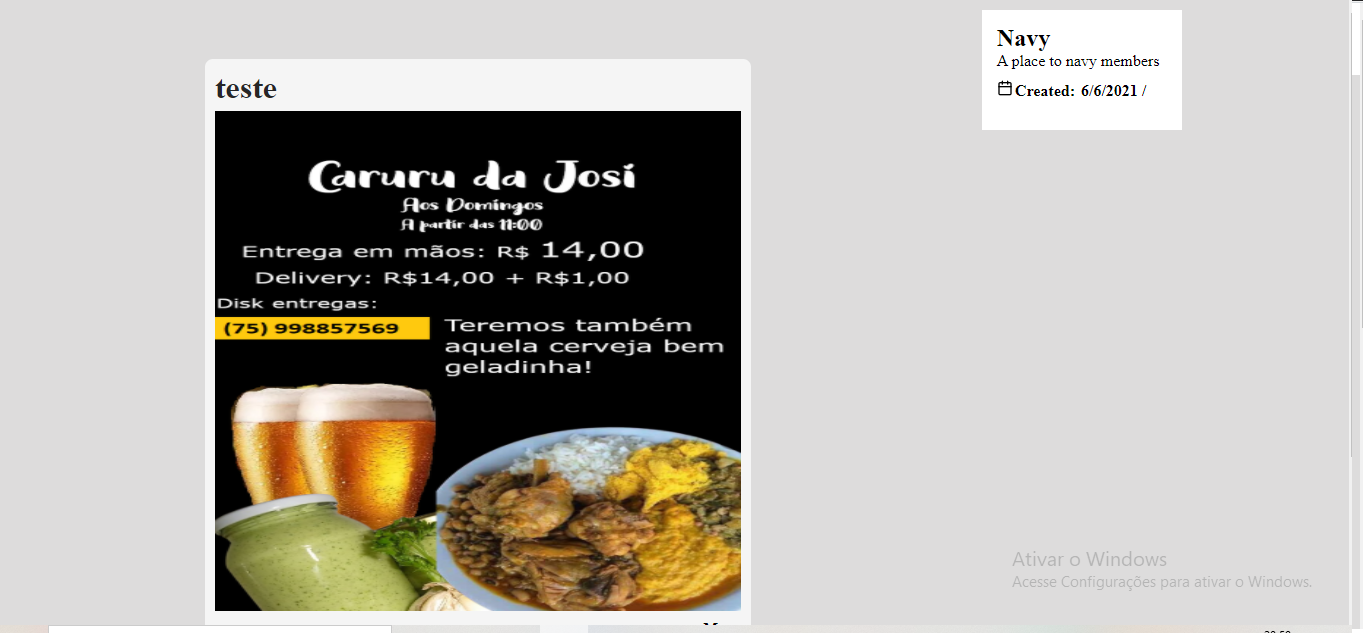 teste
Caruru da Josi
Aos Domingos
A partir das 11:00
Entrega em mãos: R$ 14,00
Delivery: R$14,00 + R$1,00
Disk entregas:
(75) 998857569
Teremos também
aquela cerveja bem
geladinha!
Navy
A place to navy members
Created: 6/6/2021 /
Ativar o Windows
Acesse Configurações para ativar o Windows.